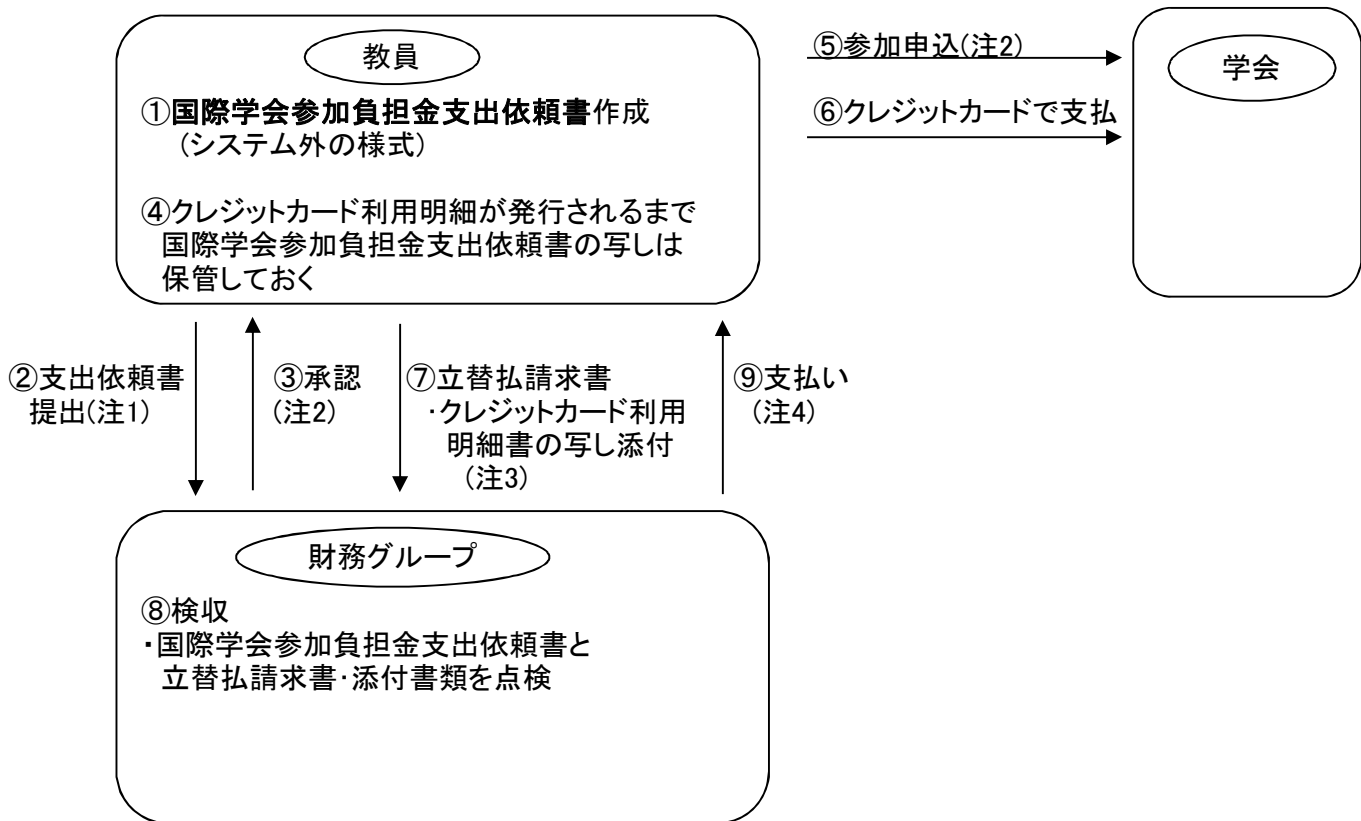 教員
①国際学会参加負担金支出依頼書作成
(システム外の様式)
④クレジットカード利用明細が発行されるまで
国際学会参加負担金支出依頼書の写しは
保管しておく
⑤参加申込(注2)
⑥クレジットカードで支払
学会
②支出依頼書
提出(注1)
③承認
(注2)
⑦立替払請求書
・クレジットカード利用
明細書の写し添付
(注3)
⑨支払い
(注4)
財務グループ
⑧検収
・国際学会参加負担金支出依頼書と
立替払請求書・添付書類を点検